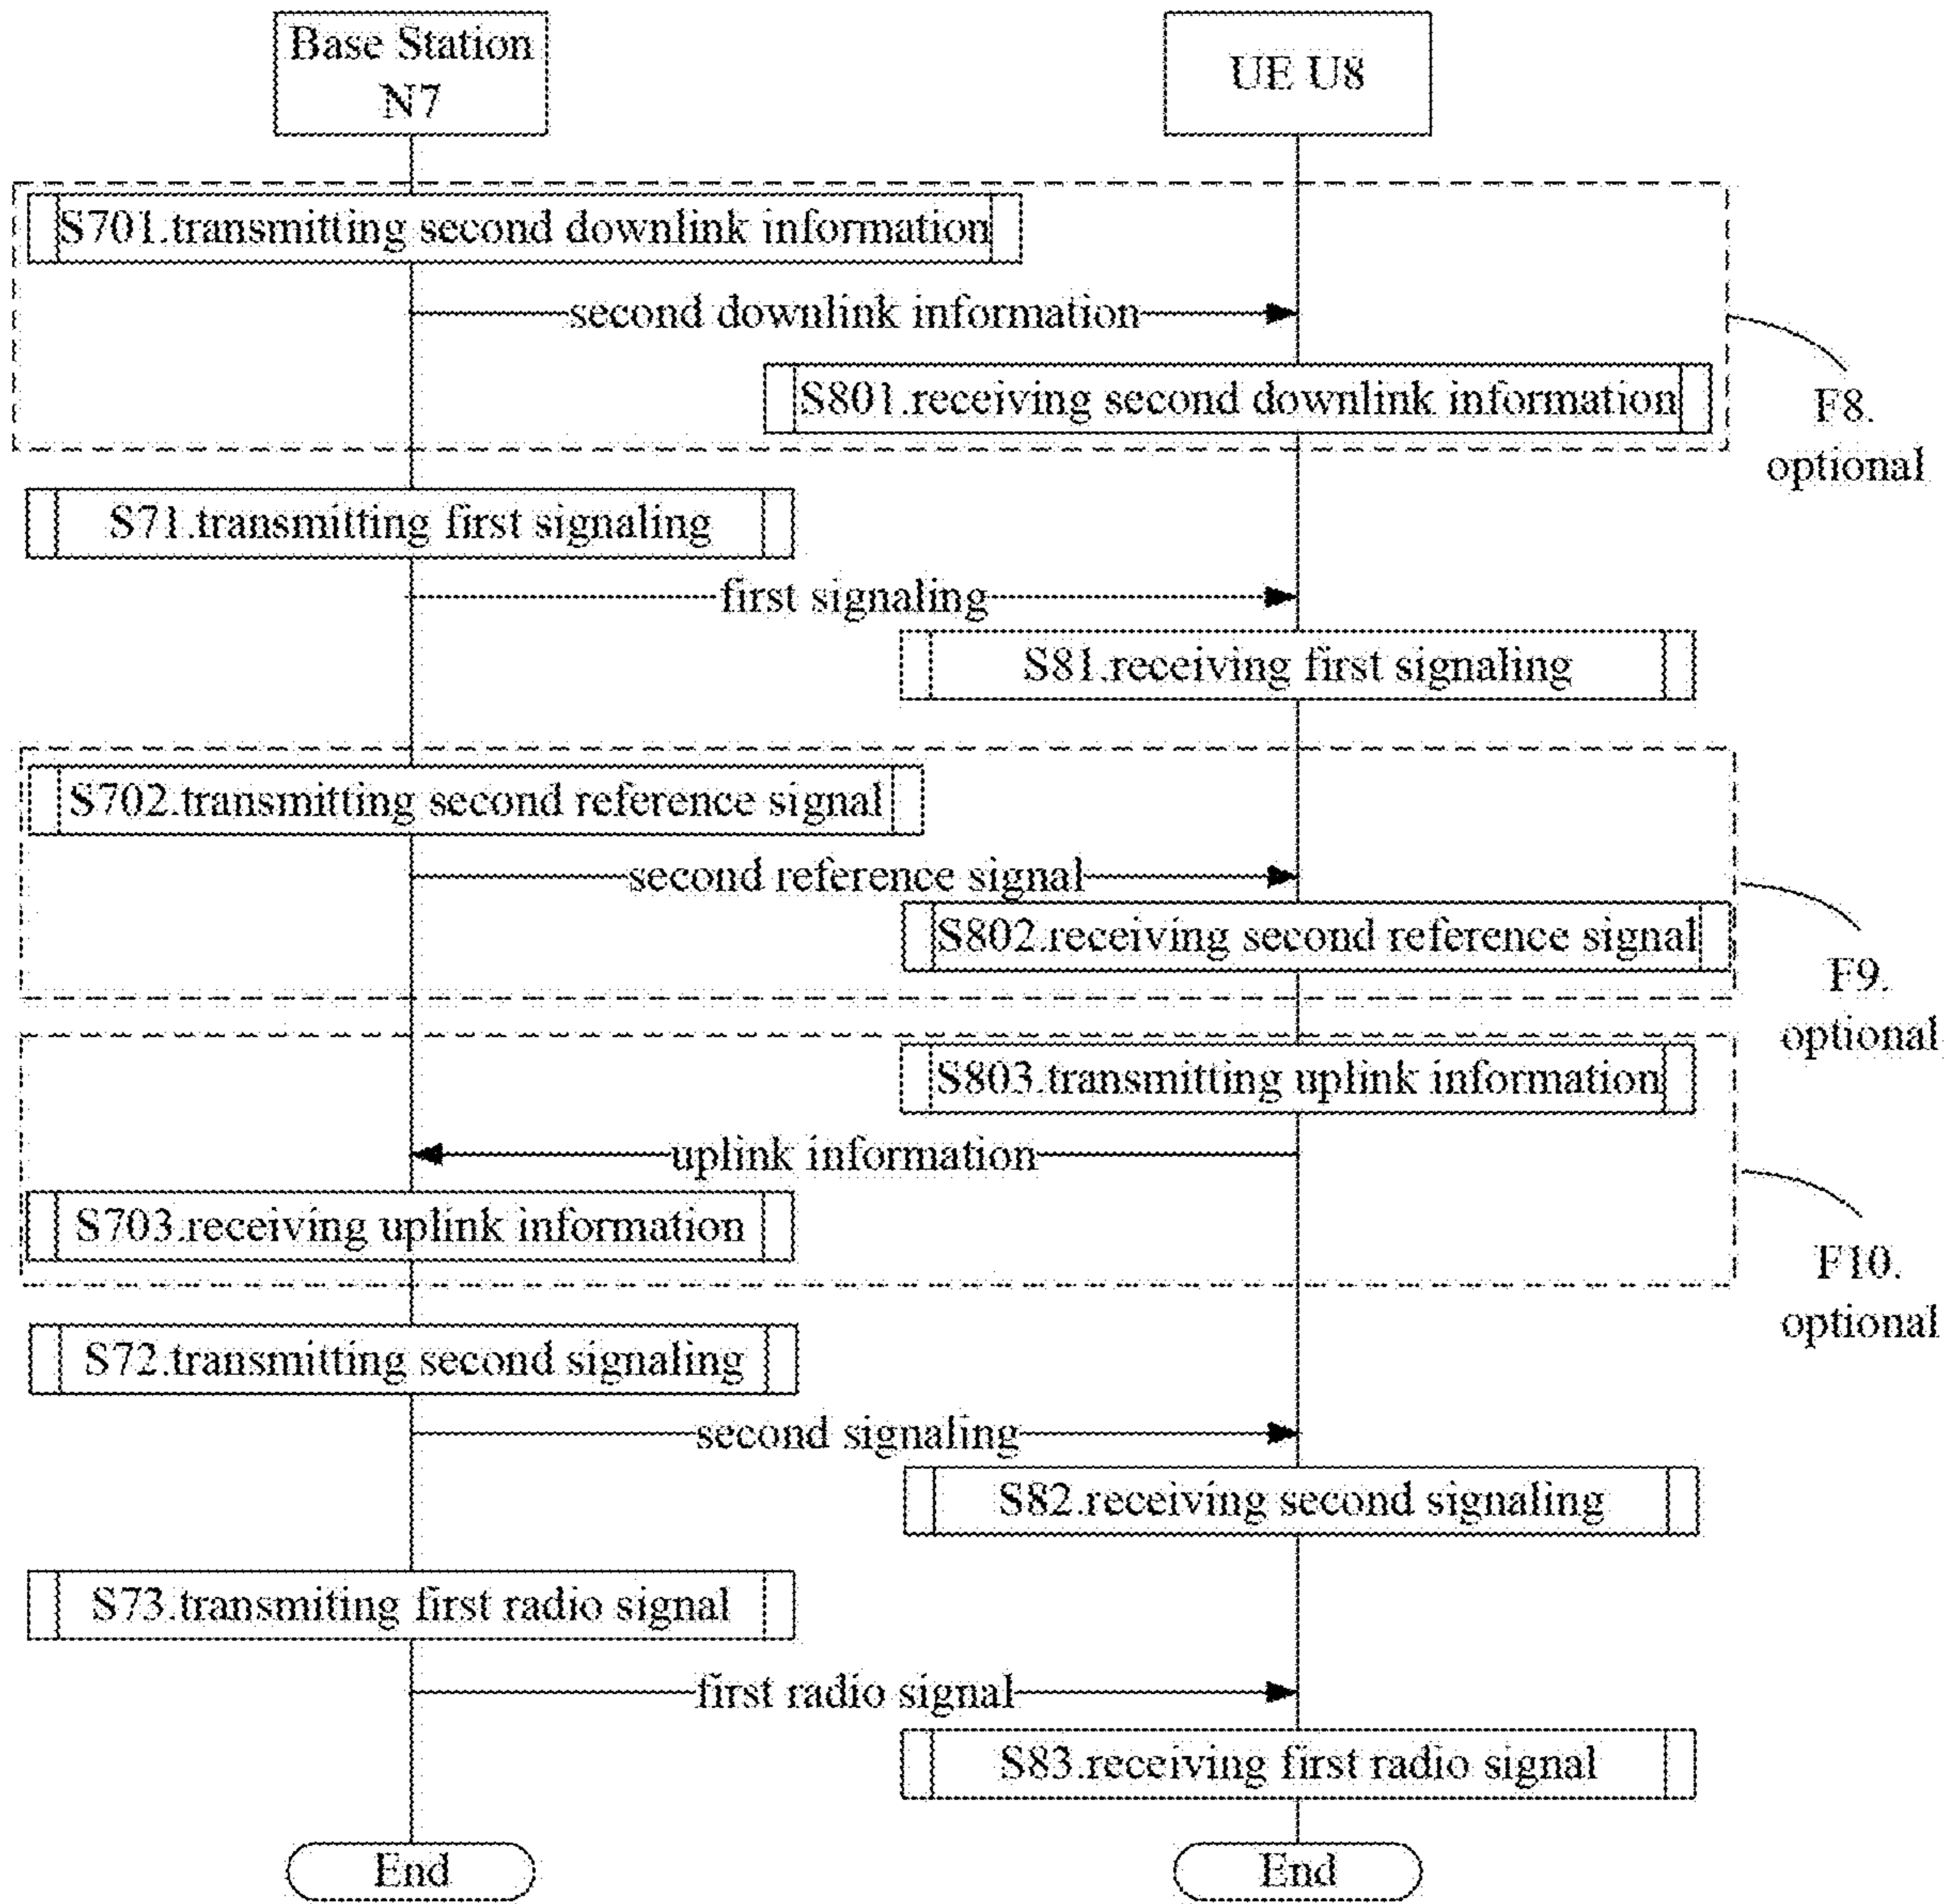 Base Station
N7
UE U8
S701.transmitting second downlink information
second downlink information
S801.receiving second downlink information
F8.
optional
S71.transmitting first signaling
first signaling
S81.receiving first signaling
S702.transmitting second reference signal
second reference signal
S802.receiving second reference signal
F9.
optional
S803.transmitting uplink information
uplink information
S703.receiving uplink information
F10.
optional
S72.transmitting second signaling
second signaling
S82.receiving second signaling
S73.transmiting first radio signal
first radio signal
S83.receiving first radio signal
End
End